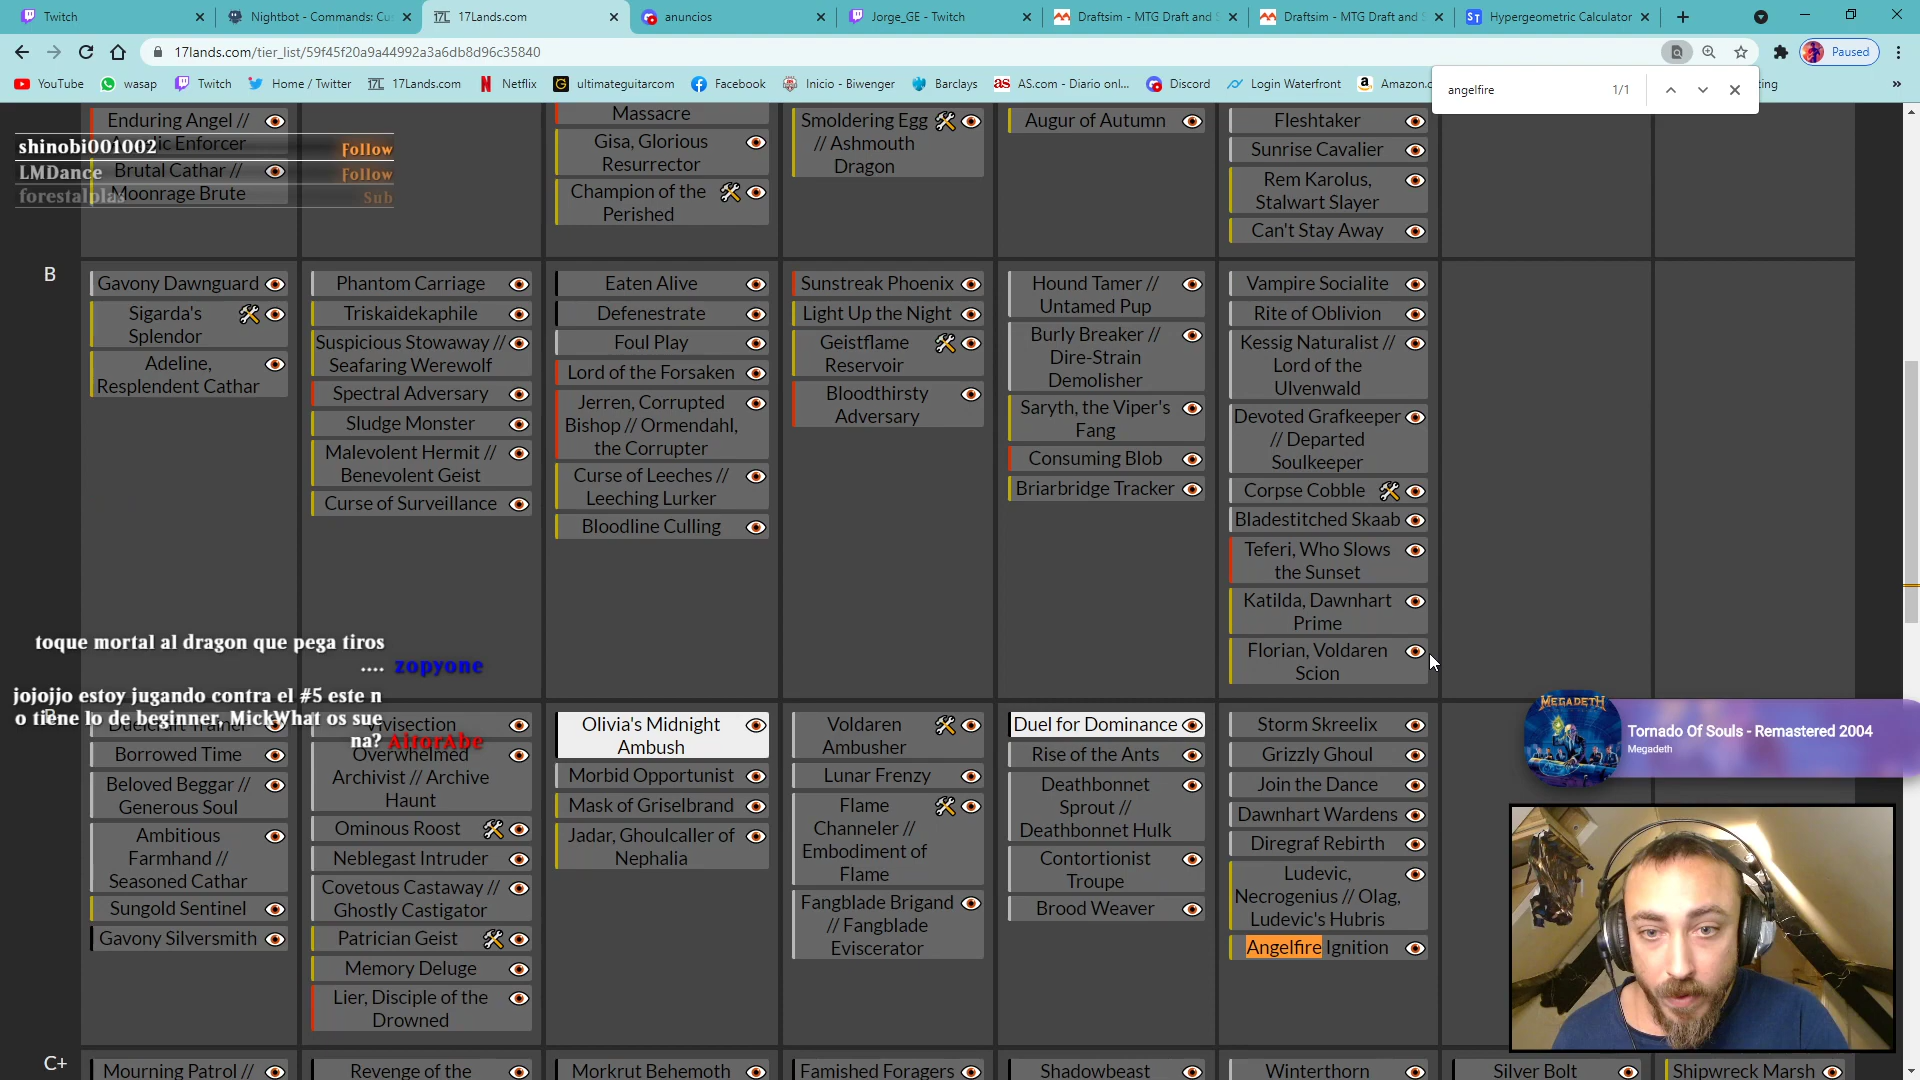 Twitch
Nightbot - Commands: Cu
17Lands.com
anuncios
Jorge_GE - Twitch
Draftsim - MTG Draft and S
Draftsim - MTG Draft and S
Hypergeometric Calculator
17lands.com/tier_list/59f45f20a9a44992a3a6db8d96c35840
Paused
YouTube
wasap
Twitch
Home / Twitter
17Lands.com
Netflix
ultimateguitarcom
Facebook
Inicio - Biwenger
Barclays
AS.com - Diario onl...
Discord
Login Waterfront
Amazon.c
angelfire
1/1
shinobi001002
Follow
LMDance
Follow
forestalplas
Sub
Enduring Angel //
ic Enforcer
Brutal Cathar //
Moonrage Brute
Massacre
Gisa, Glorious
Resurrector
Champion of the
Perished
Smoldering Egg
// Ashmouth
Dragon
Augur of Autumn
Fleshtaker
Sunrise Cavalier
Rem Karolus,
Stalwart Slayer
Can't Stay Away
B
Gavony Dawnguard
Sigarda's
Splendor
Adeline,
Resplendent Cathar
Phantom Carriage
Triskaidekaphile
Suspicious Stowaway //
Seafaring Werewolf
Spectral Adversary
Sludge Monster
Malevolent Hermit //
Benevolent Geist
Curse of Surveillance
Eaten Alive
Defenestrate
Foul Play
Lord of the Forsaken
Jerren, Corrupted
Bishop // Ormendahl,
the Corrupter
Curse of Leeches //
Leeching Lurker
Bloodline Culling
Sunstreak Phoenix
Light Up the Night
Geistflame
Reservoir
Bloodthirsty
Adversary
Hound Tamer //
Untamed Pup
Burly Breaker //
Dire-Strain
Demolisher
Saryth, the Viper's
Fang
Consuming Blob
Briarbridge Tracker
Vampire Socialite
Rite of Oblivion
Kessig Naturalist //
Lord of the
Ulvenwald
Devoted Grafkeeper
// Departed
Soulkeeper
Corpse Cobble
Bladestitched Skaab
Teferi, Who Slows
the Sunset
Katilda, Dawnhart
Prime
Florian, Voldaren
Scion
toque mortal al dragon que pega tiros
.... zopyone
jojojjo estoy jugando contra el #5 este n
o tiene lo de beginner, MickWhat os sue
na? AitorAbe
Borrowed Time
Beloved Beggar //
Generous Soul
Ambitious
Farmhand //
Seasoned Cathar
Sungold Sentinel
Gavony Silversmith
Overwhelmed
Archivist // Archive
Haunt
Ominous Roost
Neblegast Intruder
Covetous Castaway //
Ghostly Castigator
Patrician Geist
Memory Deluge
Lier, Disciple of the
Drowned
Olivia's Midnight
Ambush
Morbid Opportunist
Mask of Griselbrand
Jadar, Ghoulcaller of
Nephalia
Voldaren
Ambusher
Lunar Frenzy
Flame
Channeler //
Embodiment of
Flame
Fangblade Brigand
// Fangblade
Eviscerator
Duel for Dominance
Rise of the Ants
Deathbonnet
Sprout //
Deathbonnet Hulk
Contortionist
Troupe
Brood Weaver
Storm Skreelix
Grizzly Ghoul
Join the Dance
Dawnhart Wardens
Diregraf Rebirth
Ludevic,
Necrogenius // Olag,
Ludevic's Hubris
Angelfire Ignition
MEGADETH
Tornado Of Souls - Remastered 2004
Megadeth
C+
Mourning Patrol //
Revenge of the
Morkrut Behemoth
Famished Foragers
Shadowbeast
Winterthorn
Silver Bolt
Shipwreck Marsh